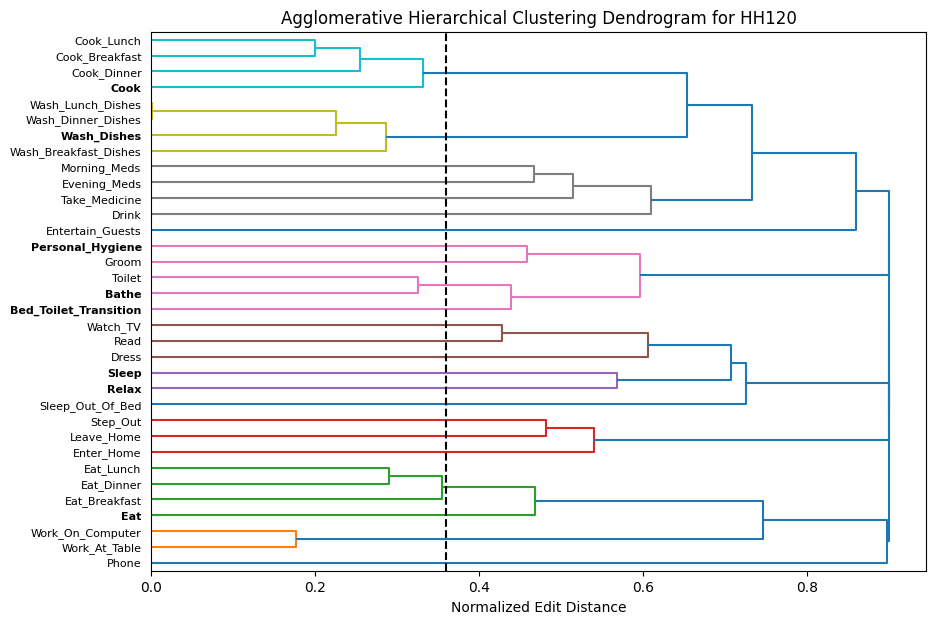 Agglomerative Hierarchical Clustering Dendrogram for HH120
Cook_Lunch
Cook_Breakfast
Cook_Dinner
Cook
Wash_Lunch_Dishes
Wash_Dinner_Dishes
Wash_Dishes
Wash_Breakfast_Dishes
Morning_Meds
Evening_Meds
Take_Medicine
Drink
Entertain_Guests
Personal_Hygiene
Groom
Toilet
Bathe
Bed_Toilet_Transition
Watch_TV
Read
Dress
Sleep
Relax
Sleep_Out_Of_Bed
Step_Out
Leave_Home
Enter_Home
Eat_Lunch
Eat_Dinner
Eat_Breakfast
Eat
Work_On_Computer
Work_At_Table
Phone
0.0 0.2 0.4 0.6 0.8
Normalized Edit Distance